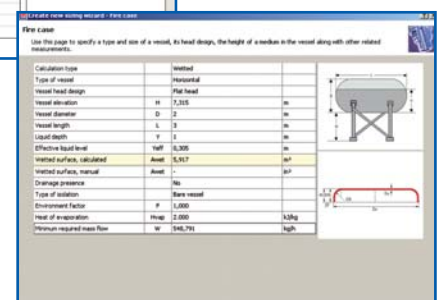 Create new sizing wizard - Fire case
Fire case
Use this page to specify a type and size of a vessel, its head design, the height of a medium in the vessel along with other related
measurements.
Calculation type Wetted
Type of vessel Horizontal
Vessel head design Flat head
Vessel elevation H 7,315 m
Vessel diameter D 2 m
Vessel length L 3 m
Liquid depth Y 1 m
Effective liquid level Yeff 0,305 m
Wetted surface, calculated Awet 5,917 m²
Wetted surface, manual Awet - in²
Drainage presence No
Type of isolation Bare vessel
Environment factor F 1,000
Heat of evaporation Hvap 2.000 kJ/kg
Minimum required mass flow W 540,791 kg/h